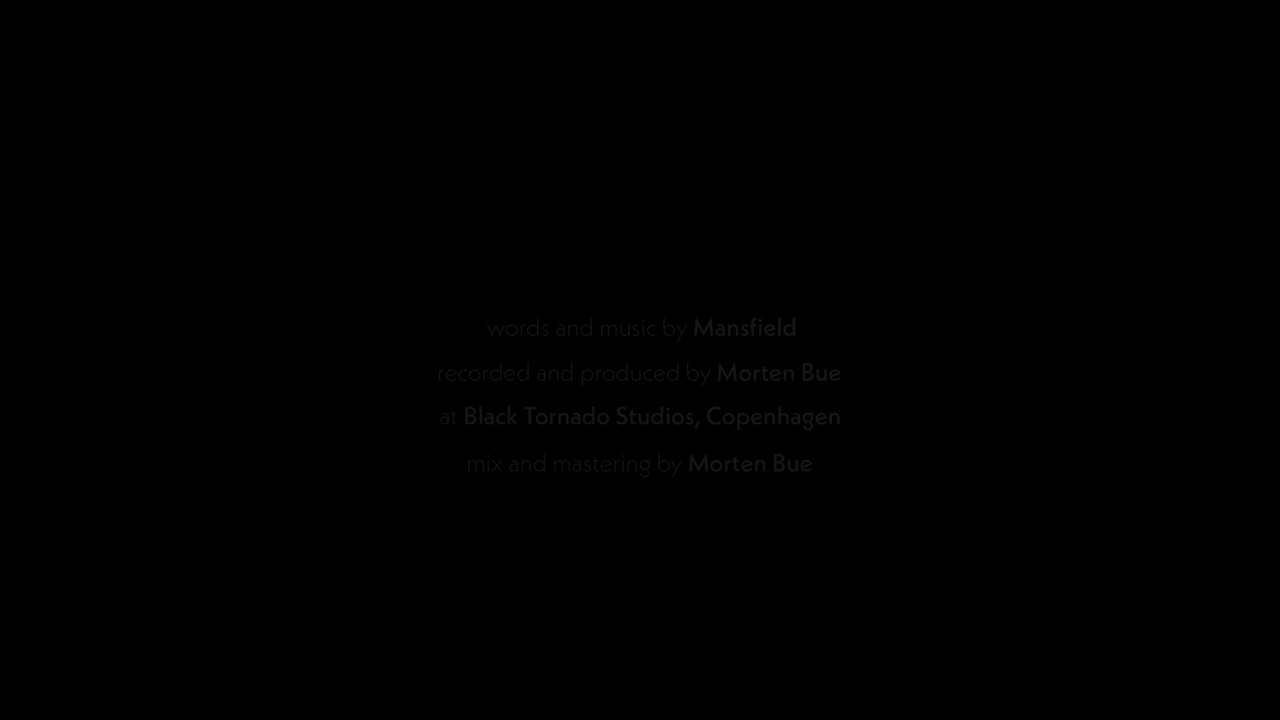 words and music by Mansfield
recorded and produced by Morten Bue
at Black Tornado Studios, Copenhagen
mix and mastering by Morten Bue